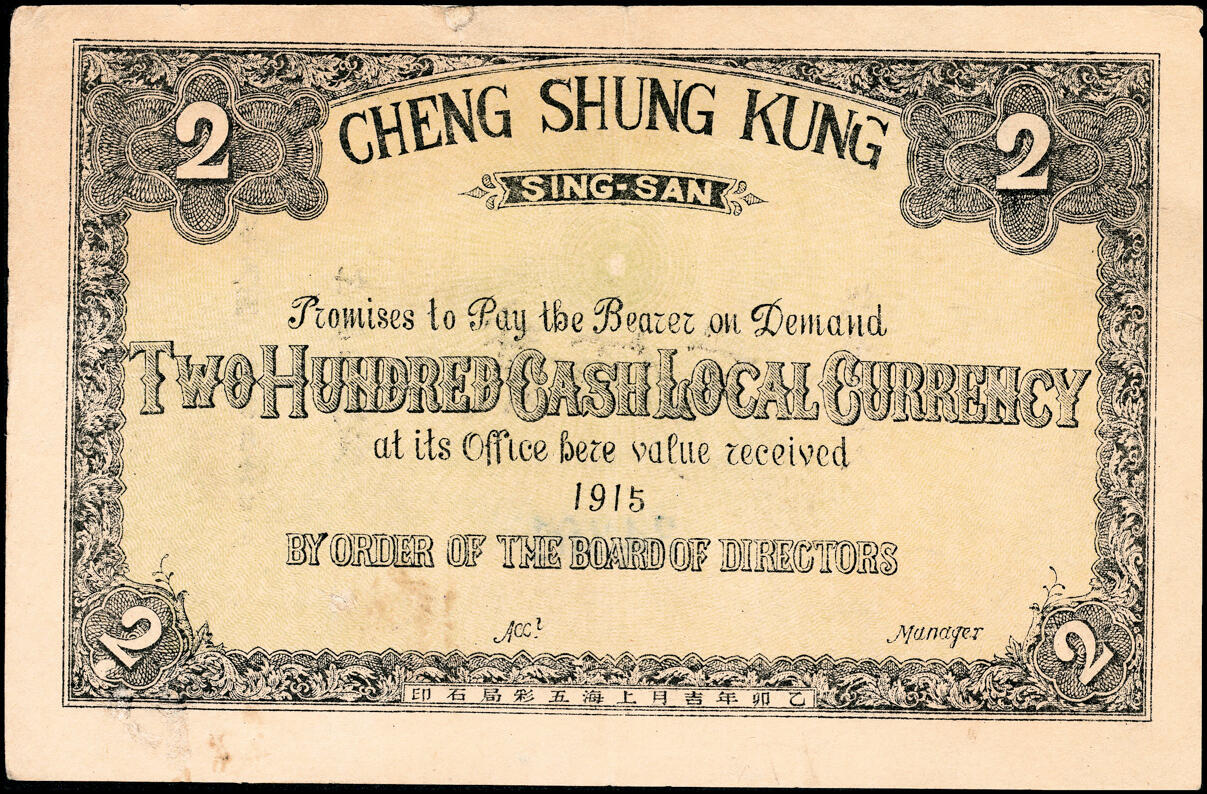 2
CHENG SHUNG KUNG
2
SING-SAN
Promises to Pay the Bearer on Demand
TWO HUNDRED CASH LOCAL CURRENCY
at its Office here value received
1915
BY ORDER OF THE BOARD OF DIRECTORS
Acct
Manager
2
2
乙卯年吉月上海五彩局石印